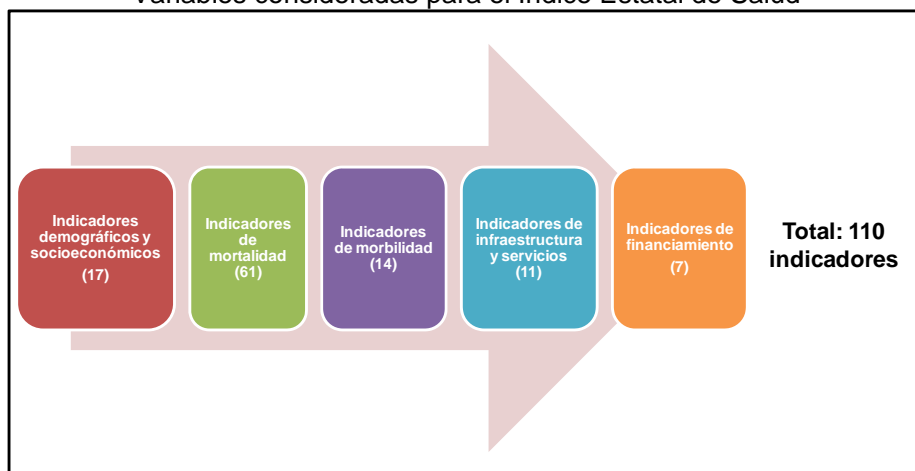 Variables consideradas para el Índice Estatal de Salud
Indicadores
demográficos y
socioeconómicos
(17)
Indicadores
de
mortalidad
(61)
Indicadores
de morbilidad
(14)
Indicadores de
infraestructura
y servicios
(11)
Indicadores de
financiamiento
(7)
Total: 110
indicadores